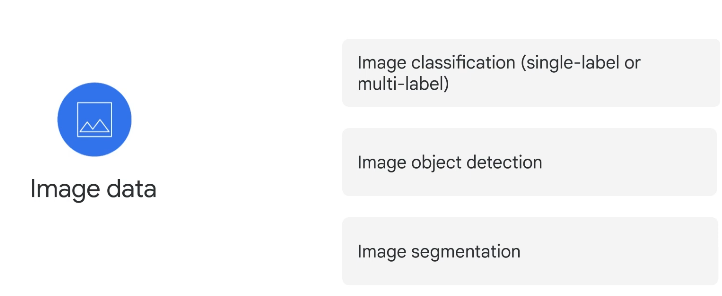 Image data
Image classification (single-label or
multi-label)
Image object detection
Image segmentation